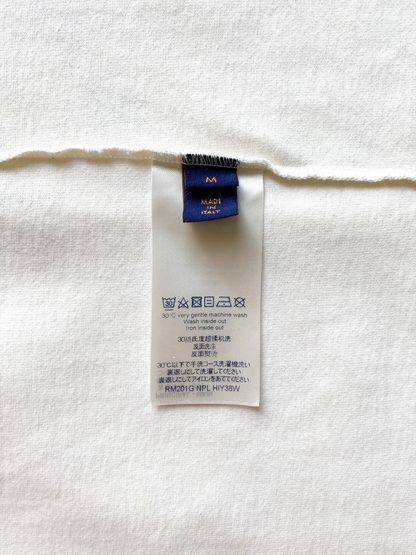 M
MADE
IN
ITALY
30
30°C very gentle machine wash
Wash inside out
Iron inside out
30摄氏度超缓机洗
反面洗涤
反面熨烫
30℃以下で手洗コース洗濯機洗い
裏返しにして洗濯してください
裏返しにしてアイロンをあててください
RM201G NPL HIY38W